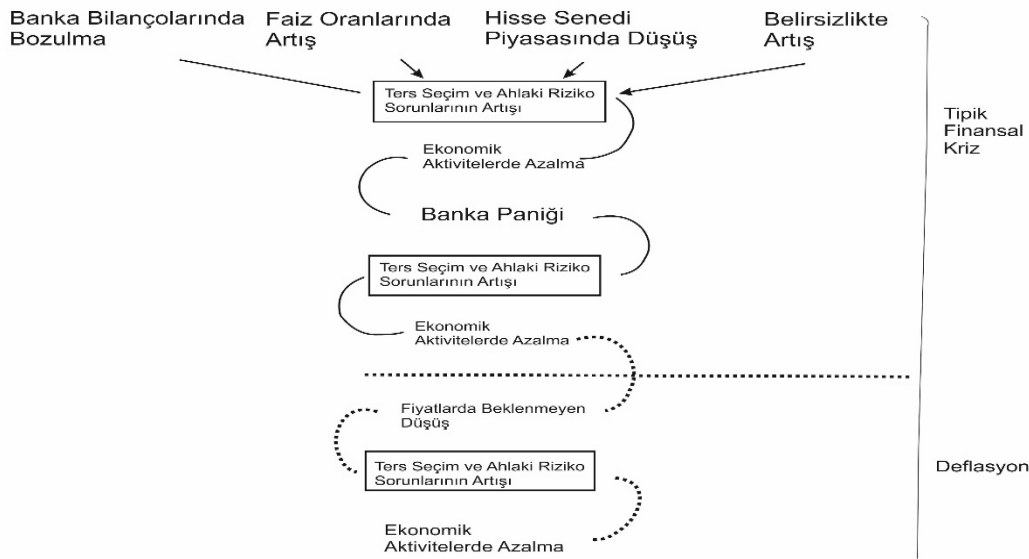 Banka Bilançolarında
Bozulma
Faiz Oranlarında
Artış
Hisse Senedi
Piyasasında Düşüş
Belirsizlikte
Artış
Ters Seçim ve Ahlaki Riziko
Sorunlarının Artışı
Tipik
Finansal
Kriz
Ekonomik
Aktivitelerde Azalma
Banka Paniği
Ters Seçim ve Ahlaki Riziko
Sorunlarının Artışı
Ekonomik
Aktivitelerde Azalma
Fiyatlarda Beklenmeyen
Düşüş
Ters Seçim ve Ahlaki Riziko
Sorunlarının Artışı
Deflasyon
Ekonomik
Aktivitelerde Azalma